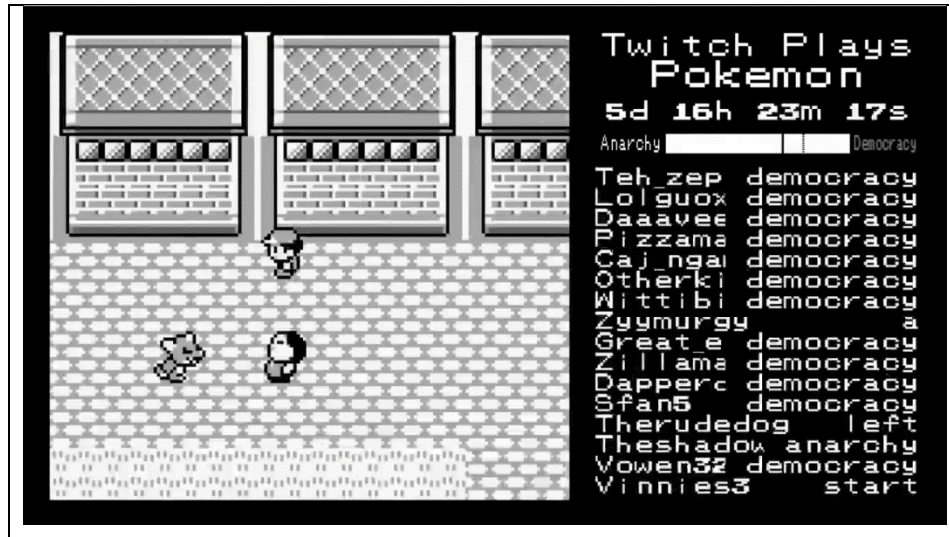 Twitch Plays
Pokemon
5d 16h 23m 17s
Anarchy Democracy
Teh_zep democracy
Lolguox democracy
Daaavee democracy
Pizzama democracy
Caj_nga democracy
Otherki democracy
Wittibi democracy
Zyymurgy a
Great_e democracy
Zillama democracy
Dapperc democracy
Sfan5 democracy
Therudedog left
Theshadow anarchy
Vowen32 democracy
Vinnies3 start